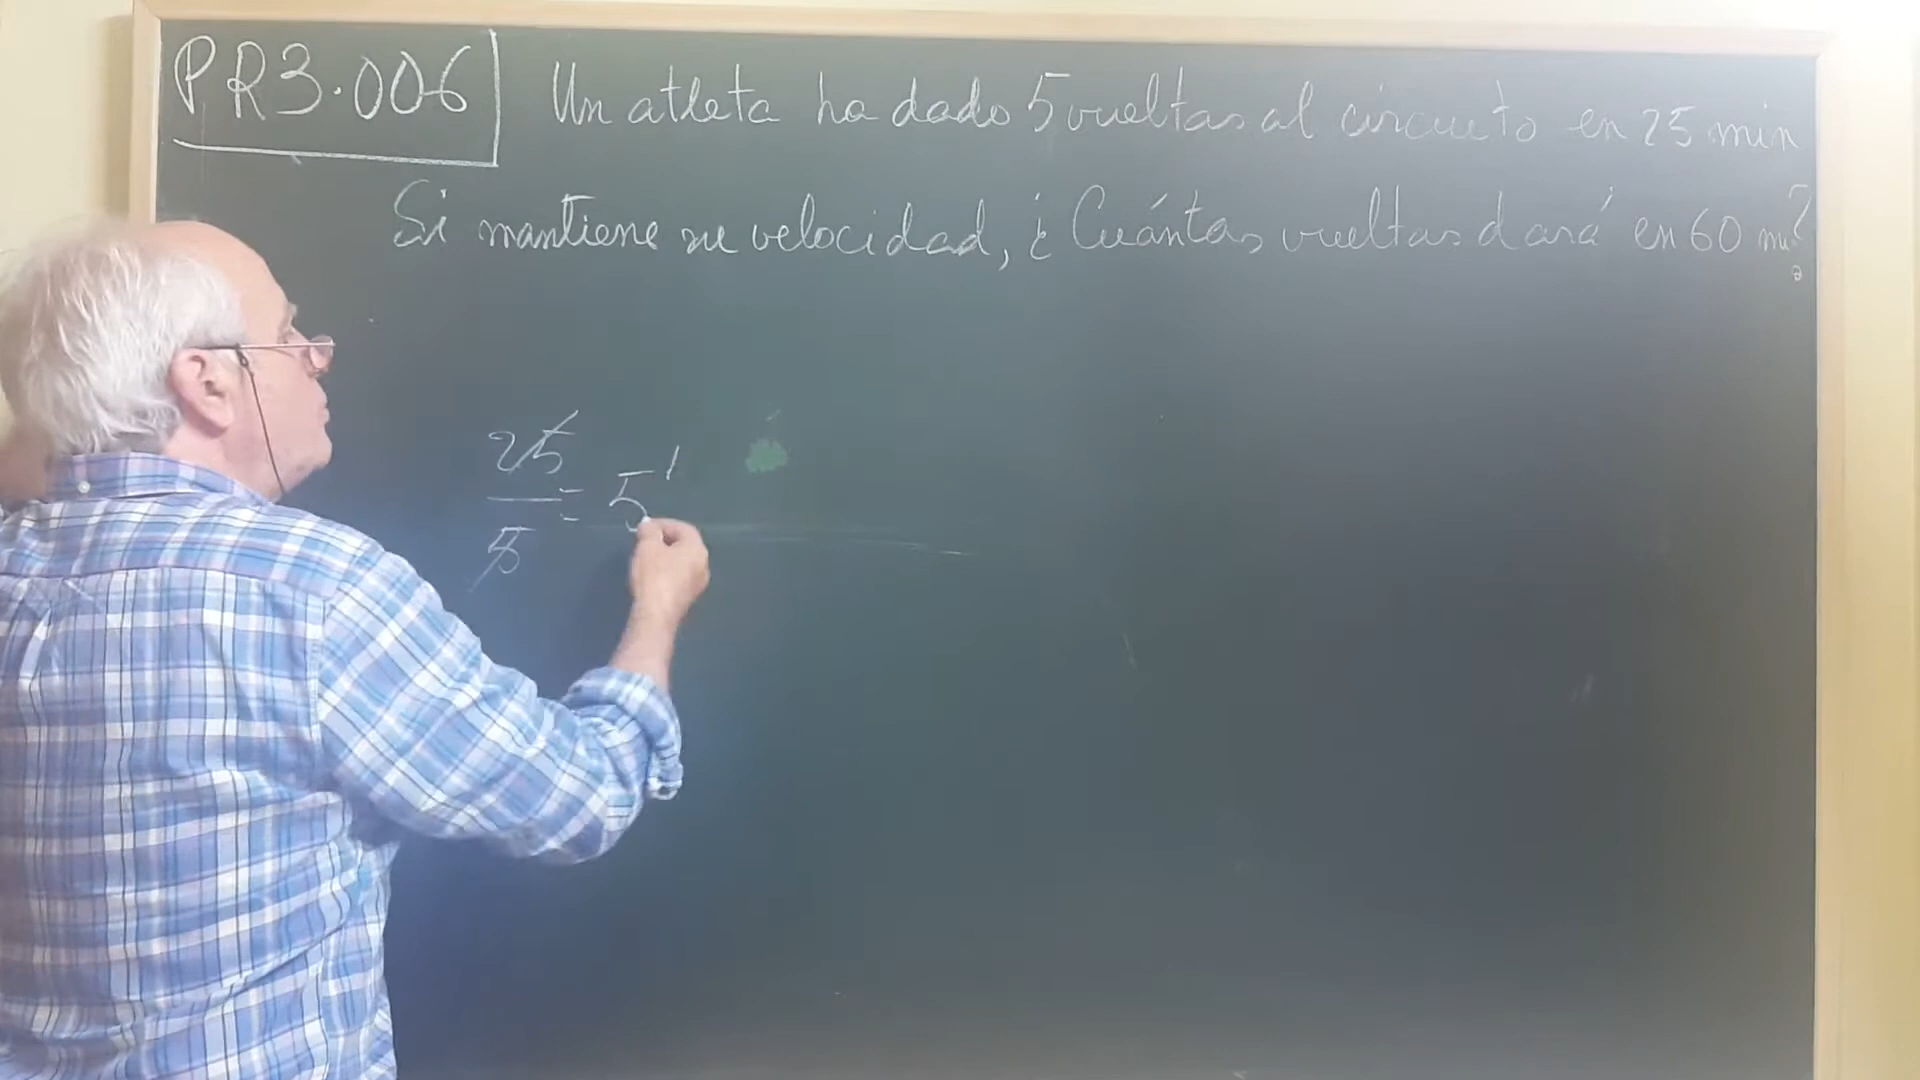 PR3.006 Un atleta ha dado 5 vueltas al circuito en 25 min
Si mantiene su velocidad, ¿Cuántas vueltas dará en 60 min?
25
— = 5'
5